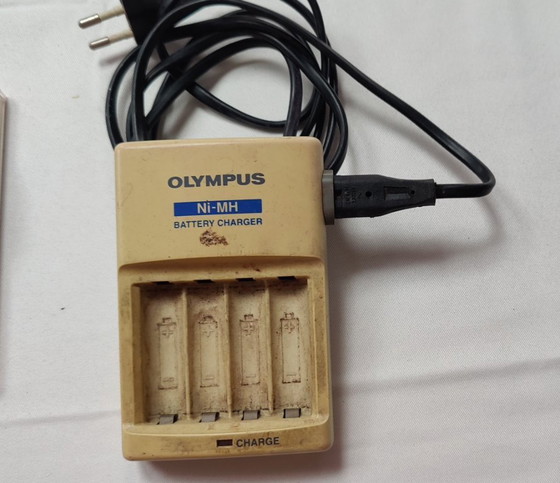 OLYMPUS
Ni-MH
BATTERY CHARGER
CHARGE